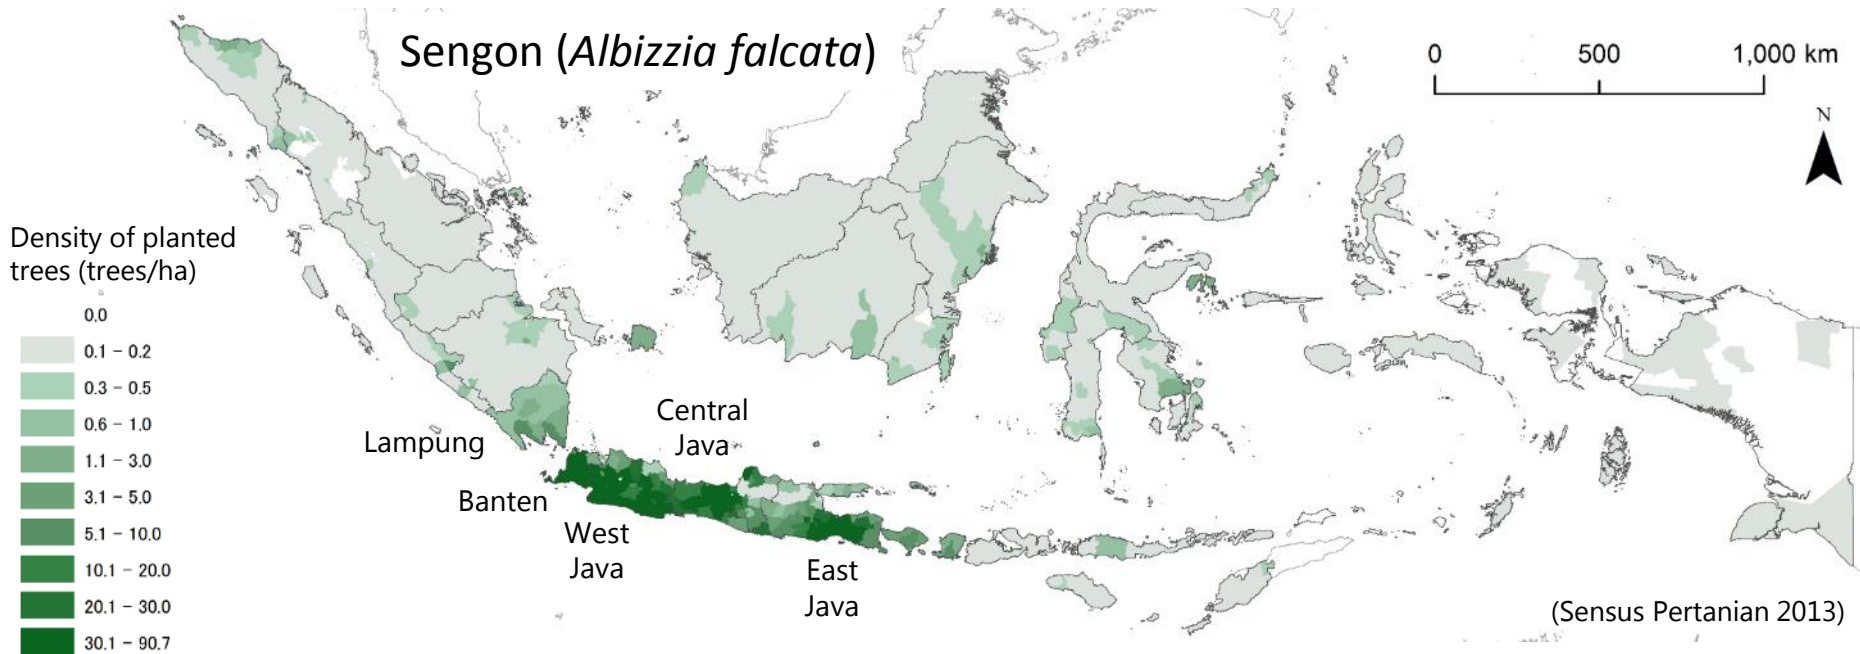 Sengon (Albizzia falcata)
0 500 1,000 km
N
Density of planted
trees (trees/ha)
0.0
0.1 – 0.2
0.3 – 0.5
0.6 – 1.0
1.1 – 3.0
3.1 – 5.0
5.1 – 10.0
10.1 – 20.0
20.1 – 30.0
30.1 – 90.7
Lampung
Banten
West
Java
Central
Java
East
Java
(Sensus Pertanian 2013)